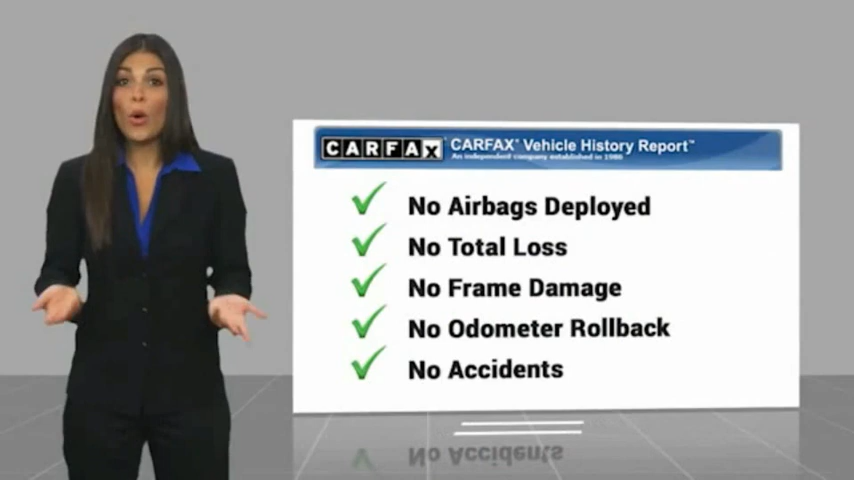 CARFAX CARFAX® Vehicle History Report™
An independent company established in 1986
No Airbags Deployed
No Total Loss
No Frame Damage
No Odometer Rollback
No Accidents
No Accidents